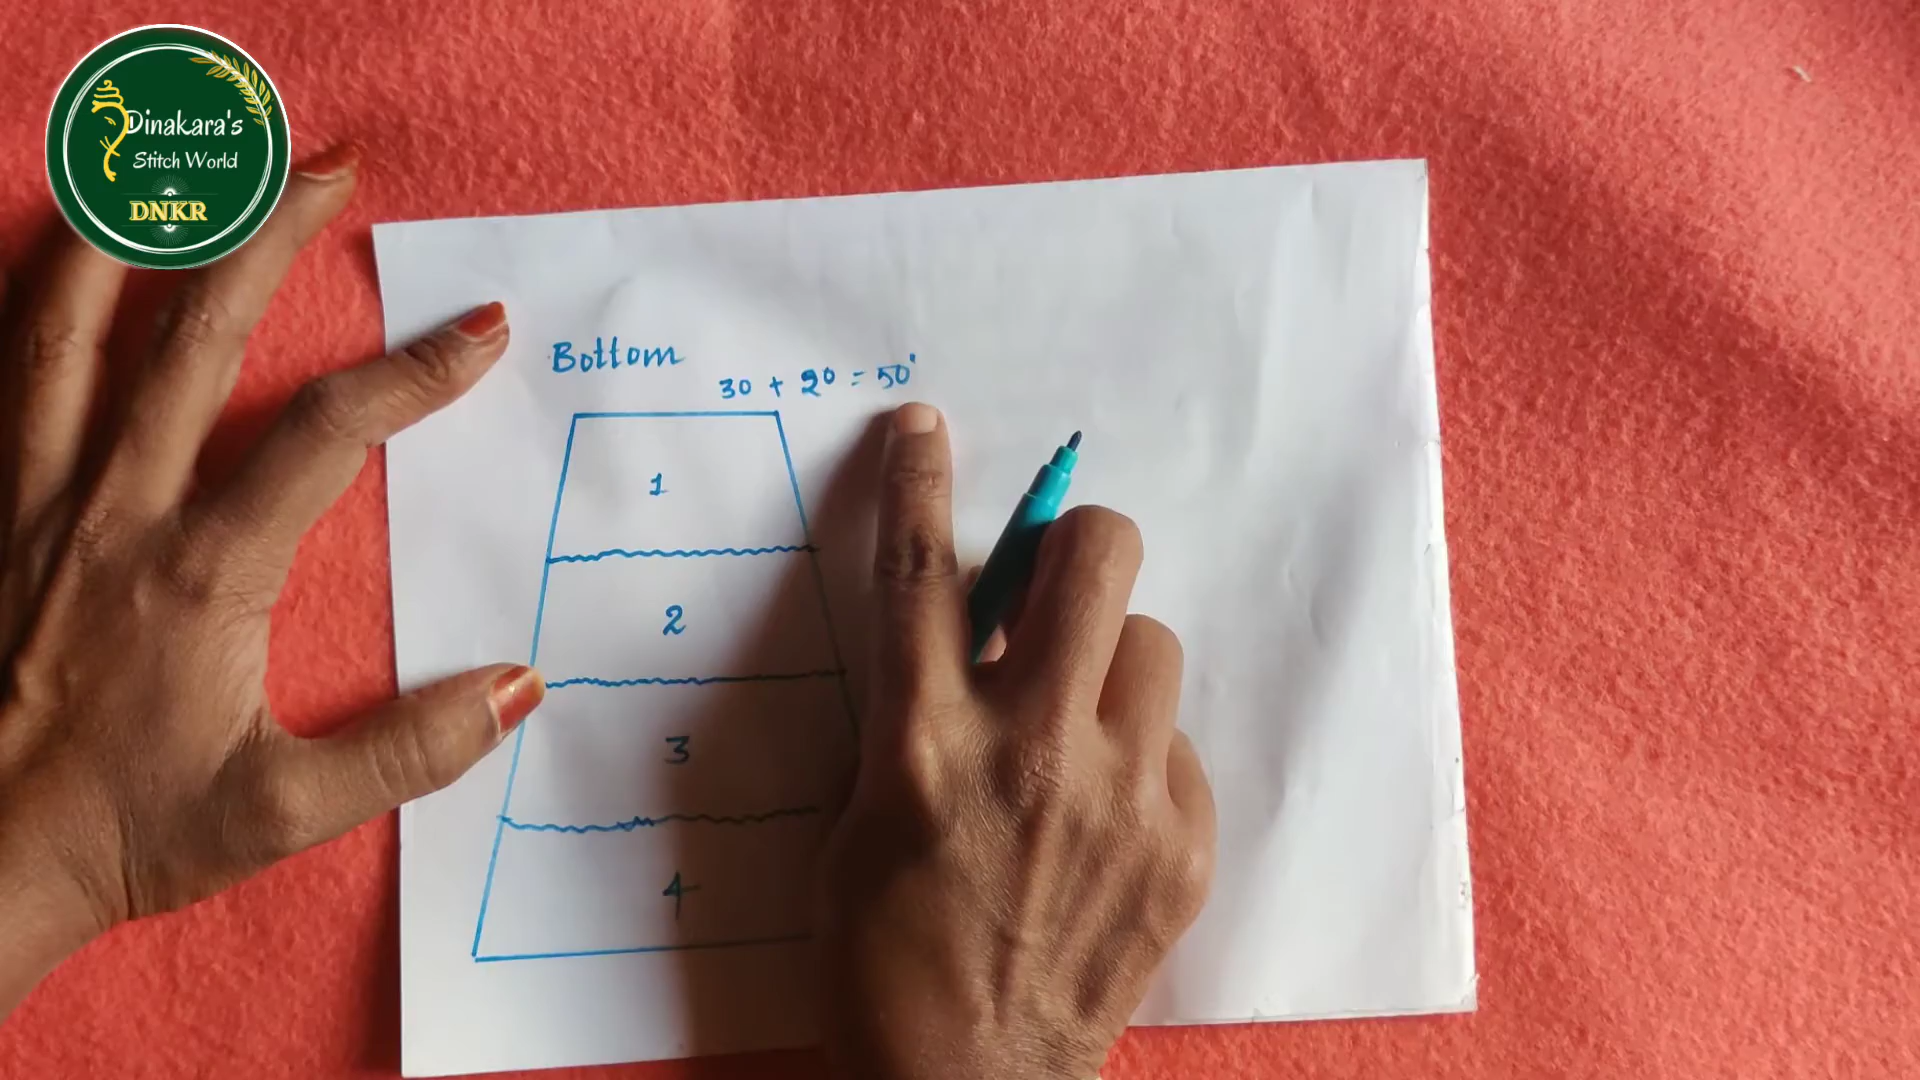 Dinakara's
Stitch World
DNKR
Bottom
30 + 20 = 50"
1
2
3
4